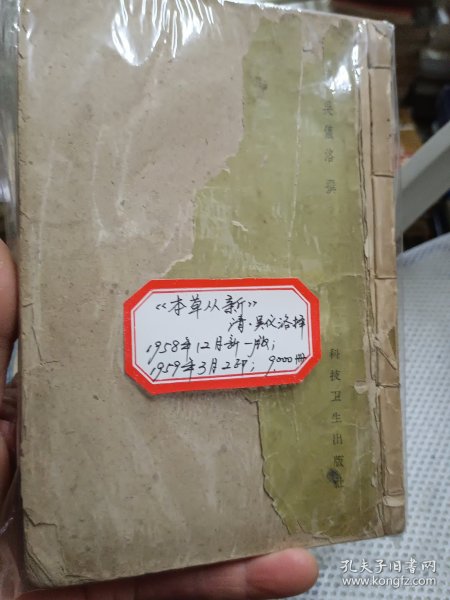 吴仪洛 撰
科技卫生出版社
《本草从新》
清·吴仪洛择
1958年12月新一版；
1959年3月2印；9000册
孔夫子旧书网
www.kongfz.com